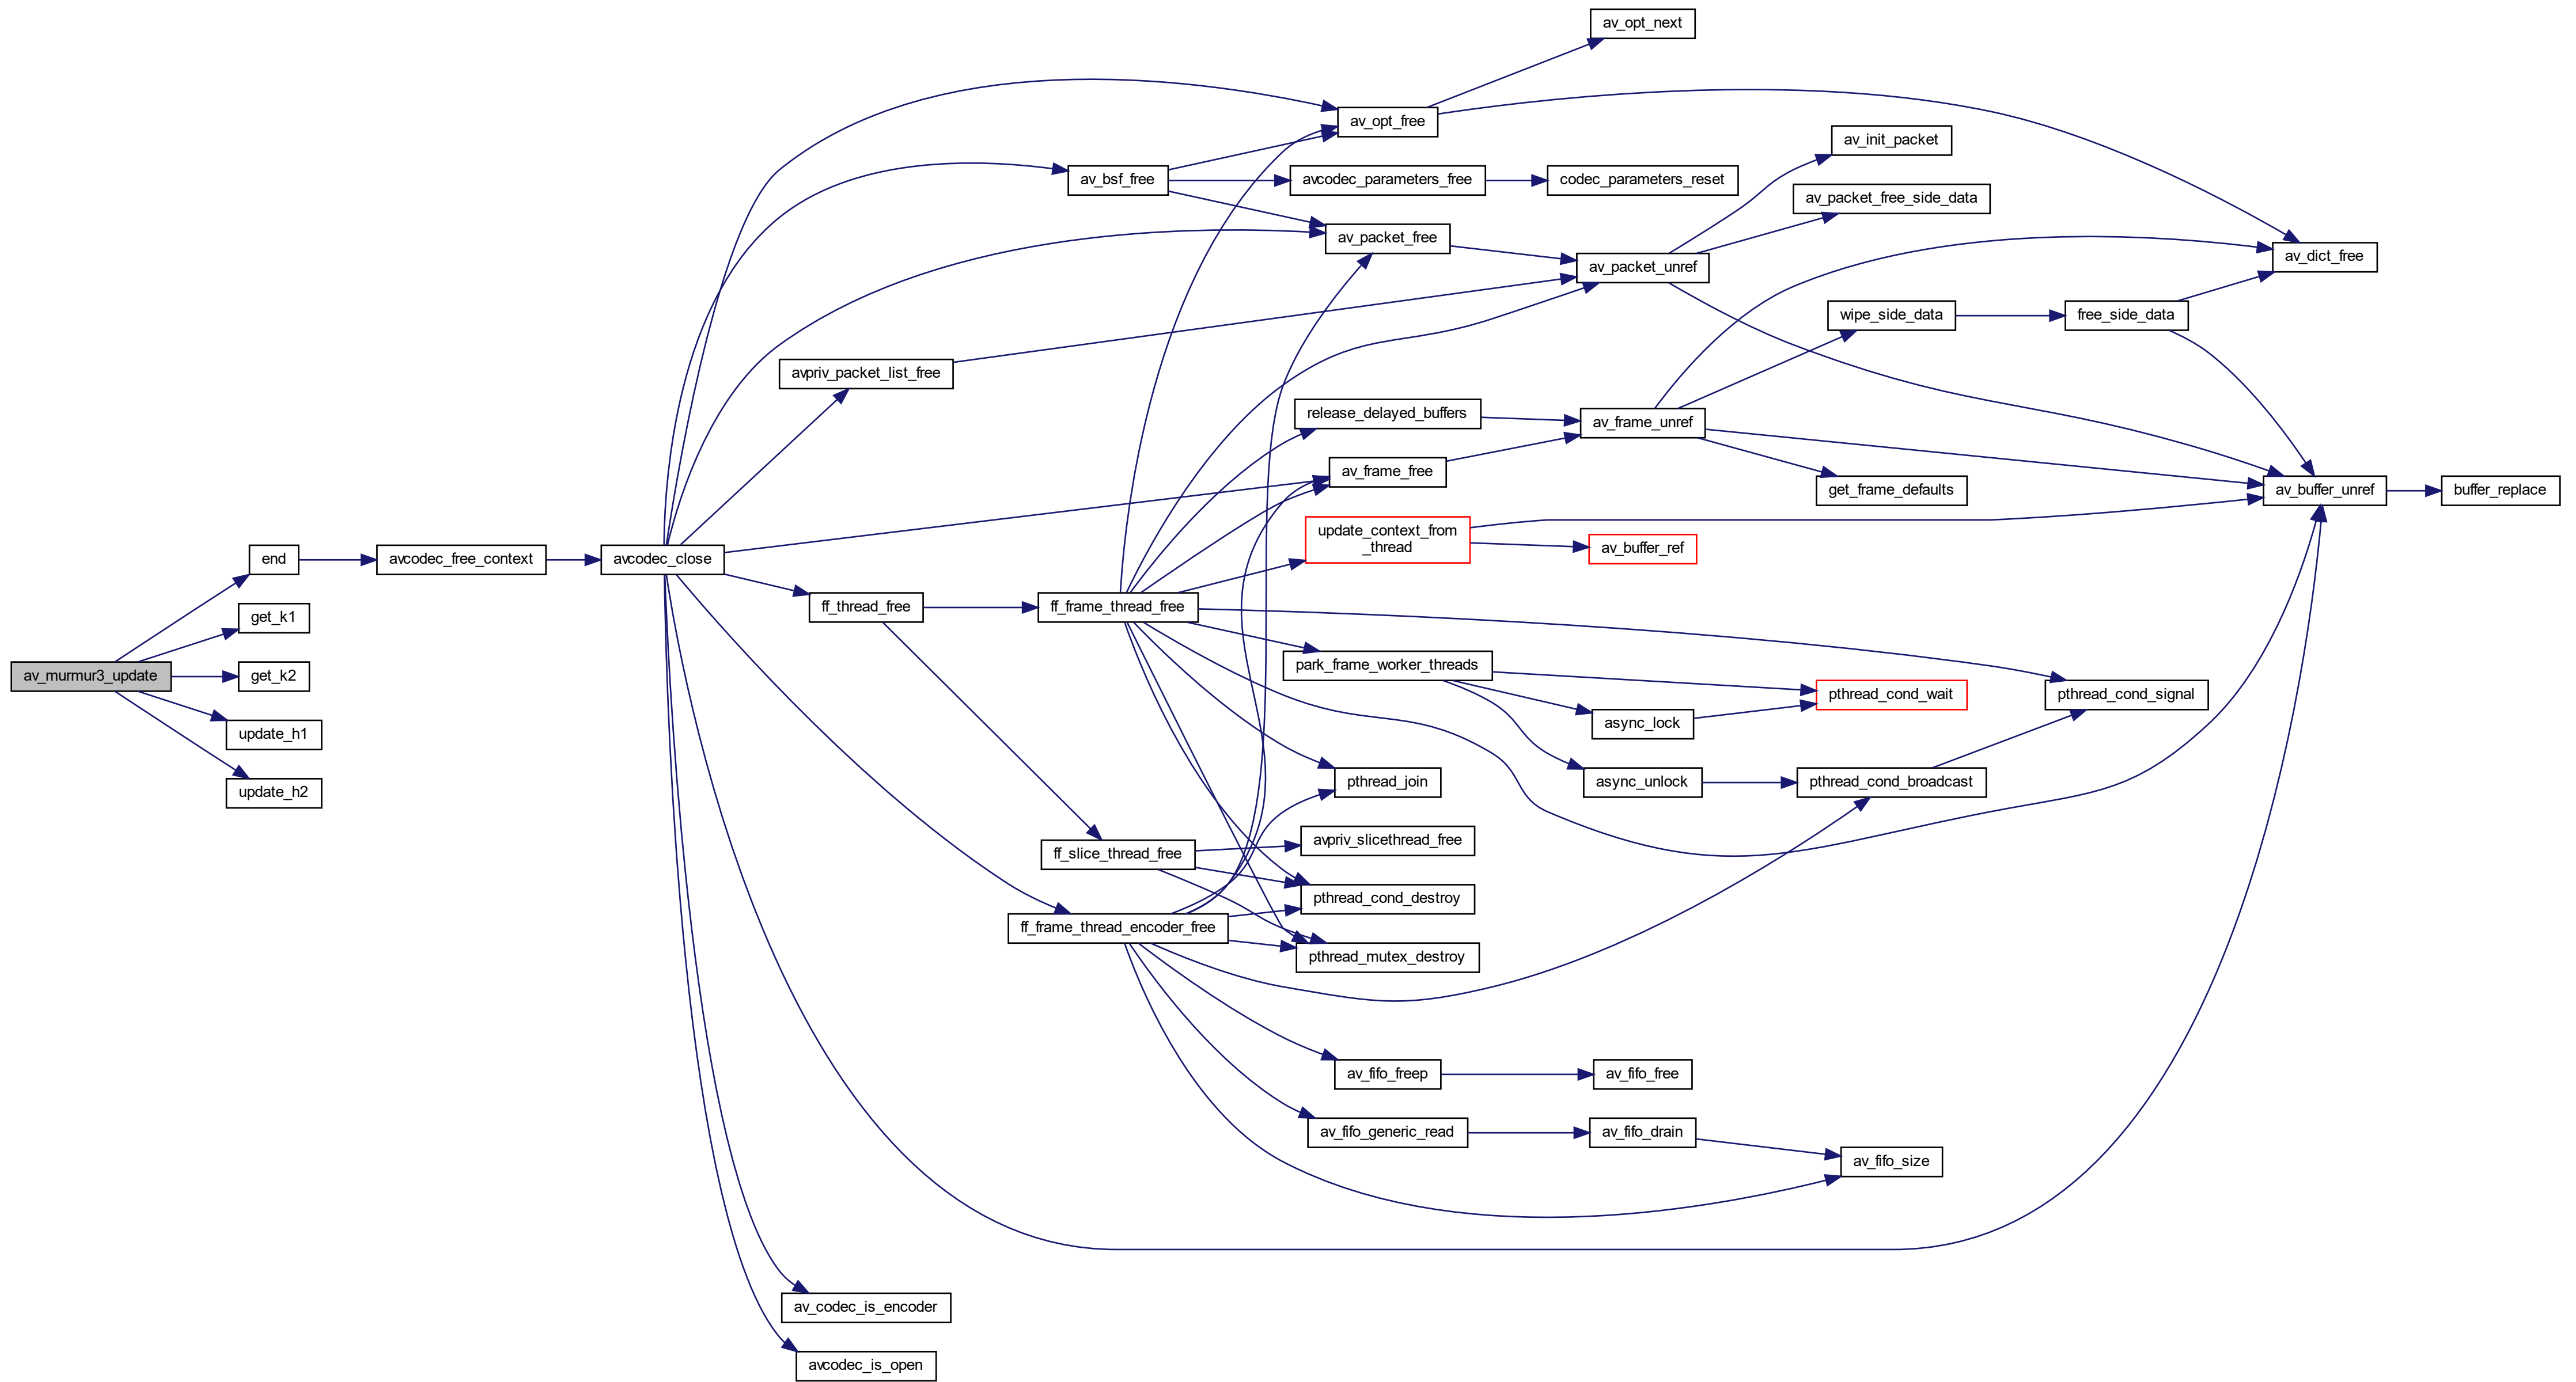 av_opt_next
av_opt_free
av_init_packet
av_bsf_free
avcodec_parameters_free
codec_parameters_reset
av_packet_free_side_data
av_packet_free
av_packet_unref
av_dict_free
wipe_side_data
free_side_data
avpriv_packet_list_free
release_delayed_buffers
av_frame_unref
av_frame_free
get_frame_defaults
av_buffer_unref
buffer_replace
update_context_from
_thread
av_buffer_ref
end
avcodec_free_context
avcodec_close
ff_thread_free
ff_frame_thread_free
get_k1
park_frame_worker_threads
av_murmur3_update
get_k2
pthread_cond_wait
pthread_cond_signal
async_lock
update_h1
pthread_join
async_unlock
pthread_cond_broadcast
update_h2
avpriv_slicethread_free
ff_slice_thread_free
pthread_cond_destroy
ff_frame_thread_encoder_free
pthread_mutex_destroy
av_fifo_freep
av_fifo_free
av_fifo_generic_read
av_fifo_drain
av_fifo_size
av_codec_is_encoder
avcodec_is_open